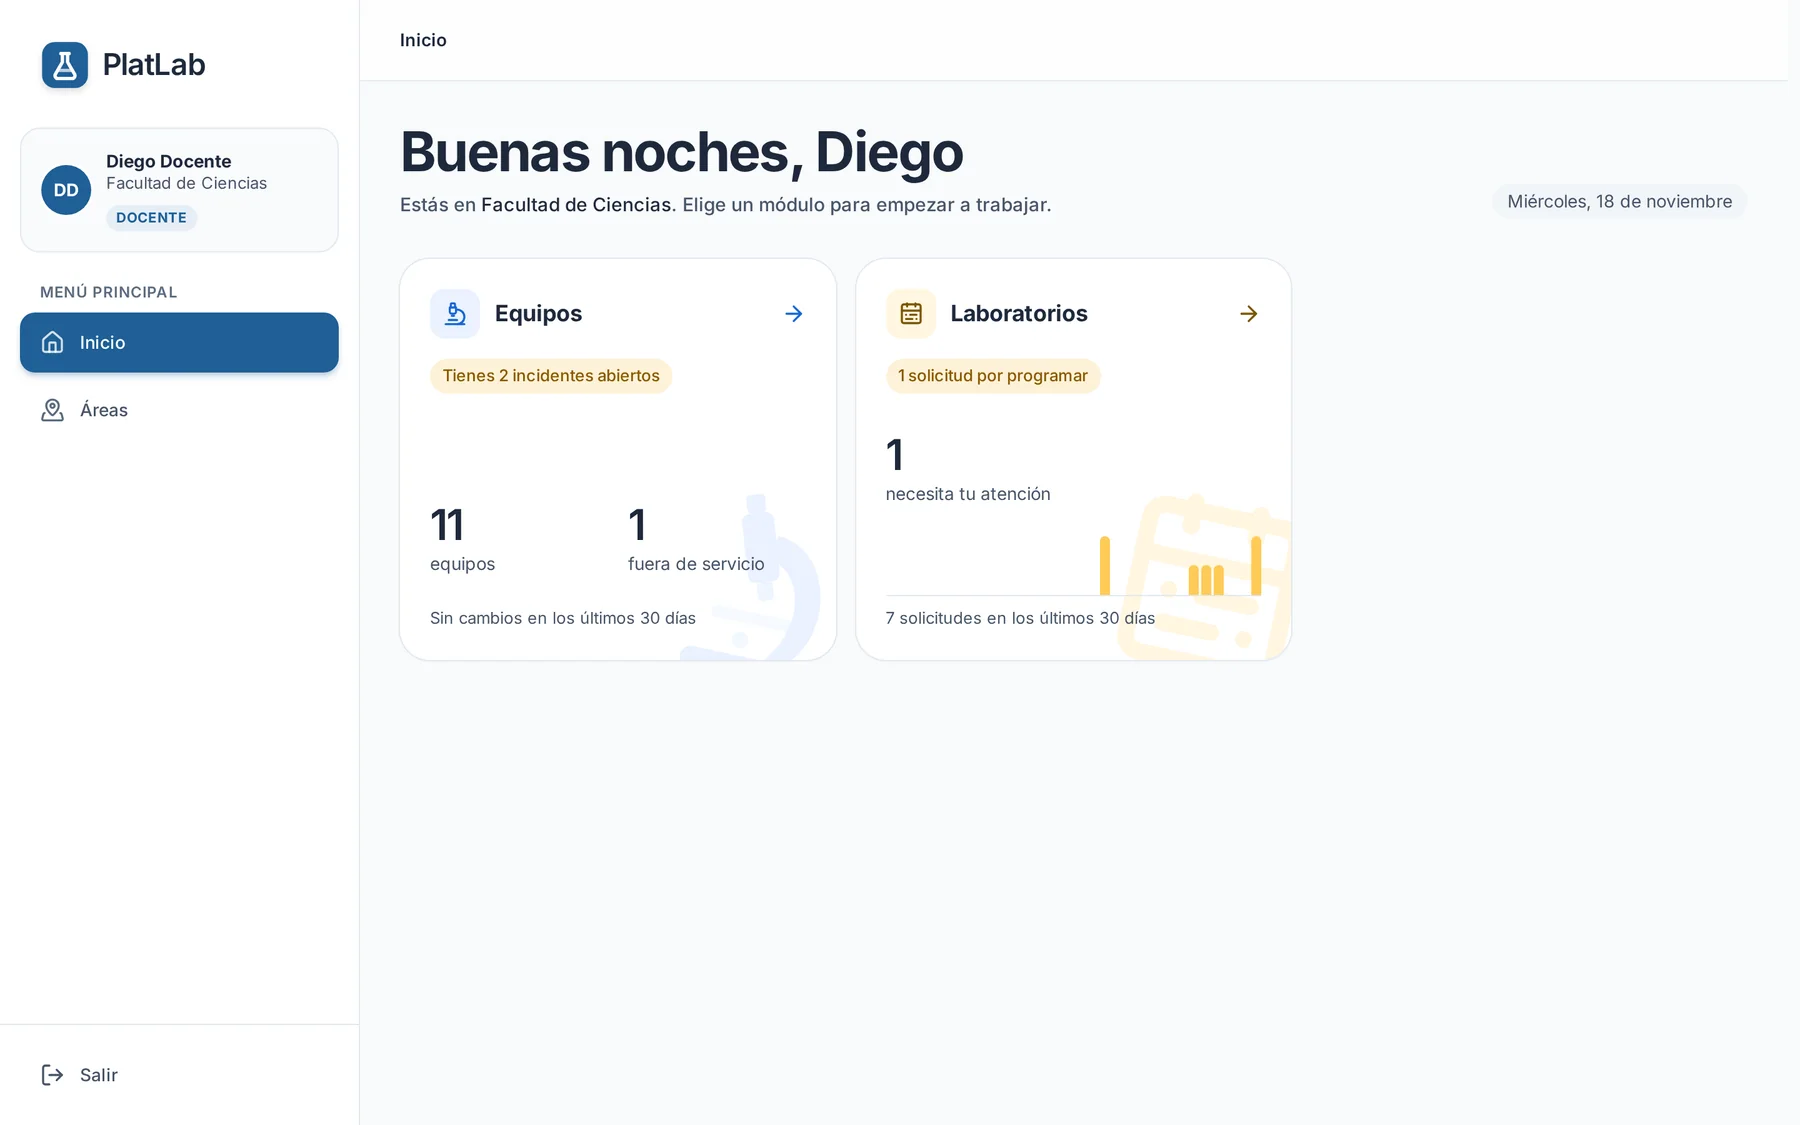 PlatLab
DD
Diego Docente
Facultad de Ciencias
DOCENTE
MENÚ PRINCIPAL
Inicio
Áreas
Salir
Inicio
Buenas noches, Diego
Estás en Facultad de Ciencias. Elige un módulo para empezar a trabajar.
Miércoles, 18 de noviembre
Equipos
Tienes 2 incidentes abiertos
11
equipos
1
fuera de servicio
Sin cambios en los últimos 30 días
Laboratorios
1 solicitud por programar
1
necesita tu atención
7 solicitudes en los últimos 30 días